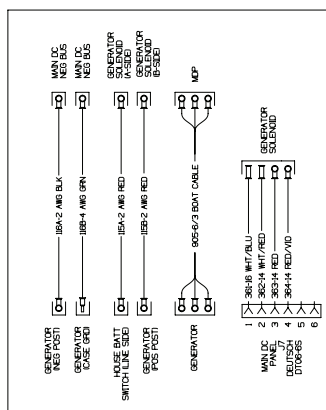 MAIN DC
NEG BUS
MAIN DC
NEG BUS
GENERATOR
SOLENOID
(A-SIDE)
GENERATOR
SOLENOID
(B-SIDE)
MDP
116A-2 AWG BLK
116B-4 AWG GRN
115A-2 AWG RED
115B-2 AWG RED
905-6/3 BOAT CABLE
GENERATOR
(NEG POST)
GENERATOR
(CASE GRD)
HOUSE BATT
SWITCH (LINE SIDE)
GENERATOR
(POS POST)
GENERATOR
GENERATOR
SOLENOID
361-16 WHT/BLU
362-14 WHT/RED
363-14 RED
364-14 RED/VIO
1
2
3
4
5
6
MAIN DC
PANEL
J7
DEUTSCH
DT06-6S